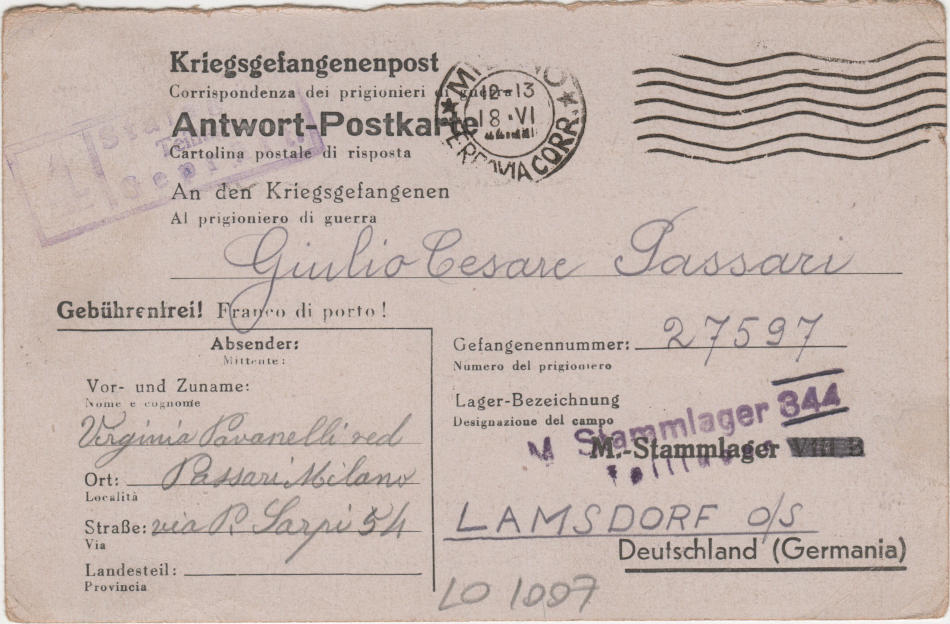 Kriegsgefangenenpost
Corrispondenza dei prigionieri di guerra
Antwort-Postkarte
Cartolina postale di risposta
MILANO
12-13
18·VI
FERROVIA CORR.
An den Kriegsgefangenen
Al prigioniero di guerra
Giulio Cesare Passari
Gebührenfrei! Franco di porto!
Absender:
Mittente:
Vor- und Zuname:
Nome e cognome
Virginia Pavanelli ved
Passari Milano
Ort:
Località
Straße: via P. Sarpi 54
Via
Landesteil:
Provincia
Gefangenennummer: 27597
Numero del prigioniero
Lager-Bezeichnung
Designazione del campo
M Stammlager 344
M.-Stammlager VIII B
LAMSDORF O/S
Deutschland (Germania)
LO 1997